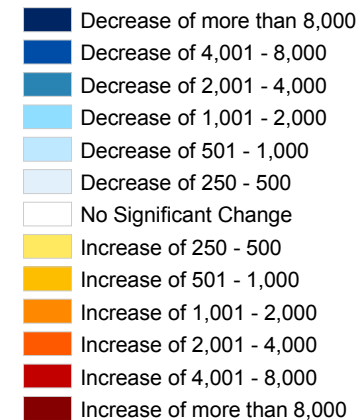 Decrease of more than 8,000
Decrease of 4,001 - 8,000
Decrease of 2,001 - 4,000
Decrease of 1,001 - 2,000
Decrease of 501 - 1,000
Decrease of 250 - 500
No Significant Change
Increase of 250 - 500
Increase of 501 - 1,000
Increase of 1,001 - 2,000
Increase of 2,001 - 4,000
Increase of 4,001 - 8,000
Increase of more than 8,000